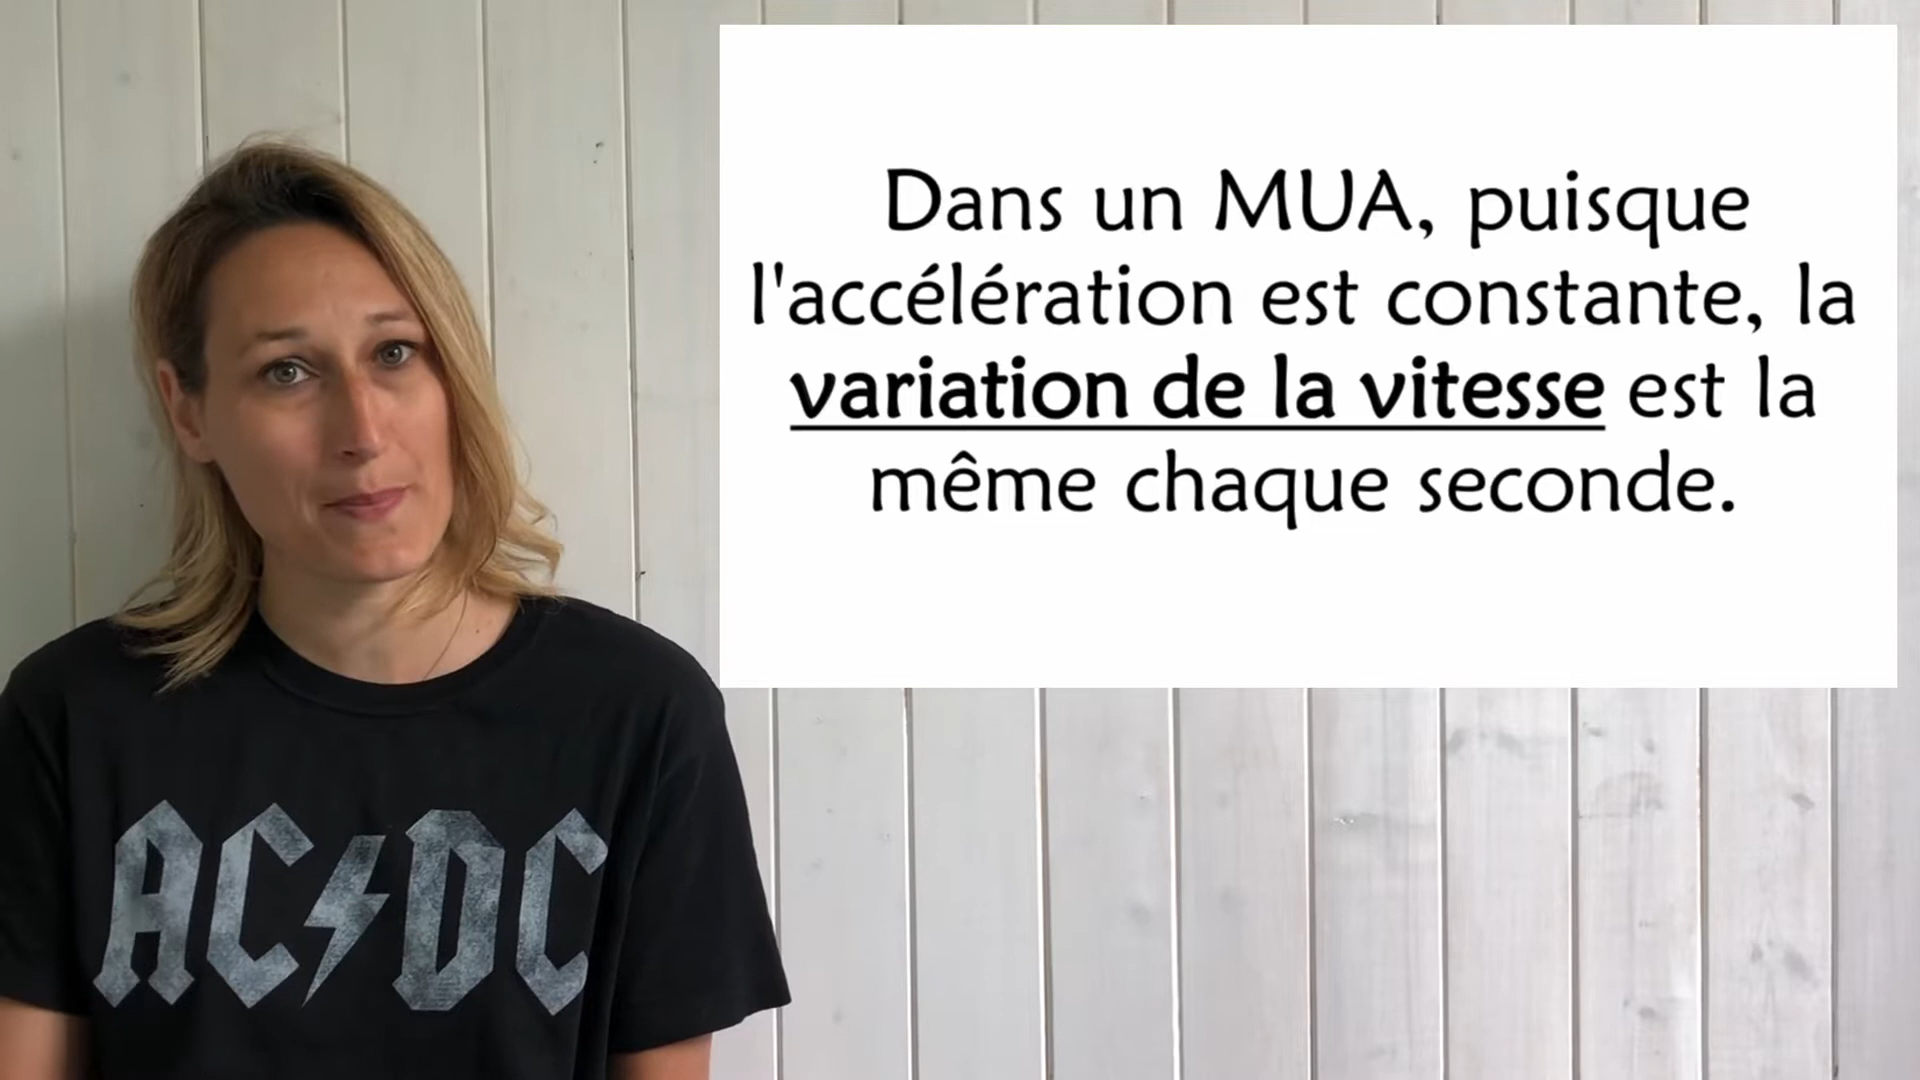 Dans un MUA, puisque
l'accélération est constante, la
variation de la vitesse est la
même chaque seconde.
AC⚡DC